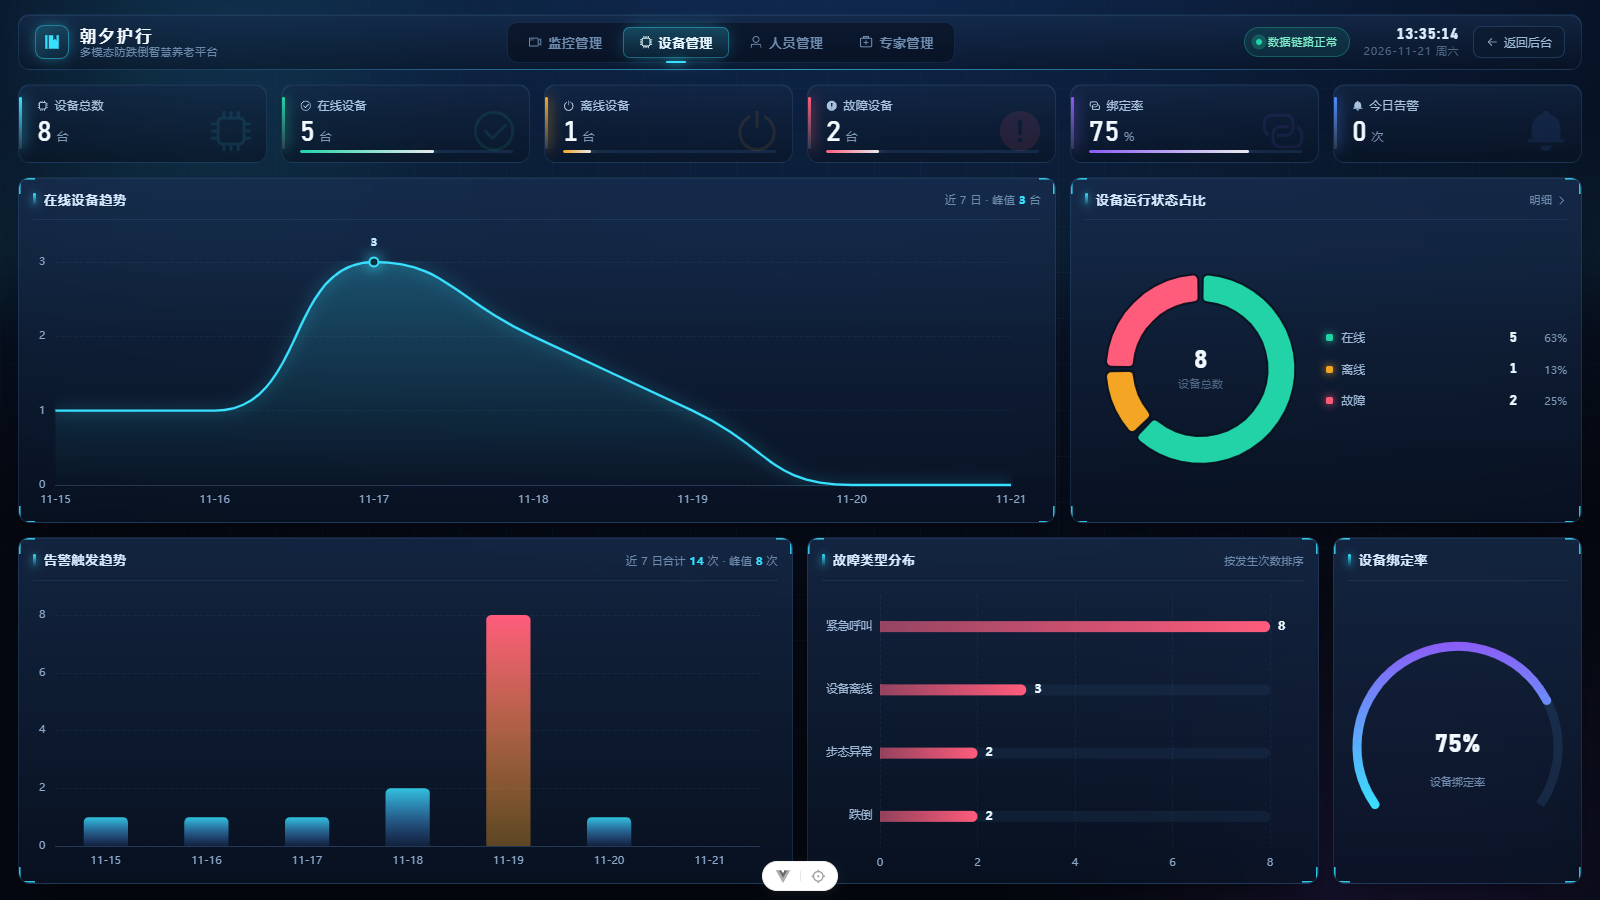 朝夕护行
多模态防跌倒智慧养老平台
监控管理
设备管理
人员管理
专家管理
数据链路正常
13:35:14
2026-11-21 周六
返回后台
设备总数
8 台
在线设备
5 台
离线设备
1 台
故障设备
2 台
绑定率
75 %
今日告警
0 次
在线设备趋势
近 7 日 · 峰值 3 台
3
3
2
1
0
11-15
11-16
11-17
11-18
11-19
11-20
11-21
设备运行状态占比
明细
8
设备总数
在线 5 63%
离线 1 13%
故障 2 25%
告警触发趋势
近 7 日合计 14 次 · 峰值 8 次
8
6
4
2
0
11-15
11-16
11-17
11-18
11-19
11-20
11-21
故障类型分布
按发生次数排序
紧急呼叫 8
设备离线 3
步态异常 2
跌倒 2
0
2
4
6
8
设备绑定率
75%
设备绑定率